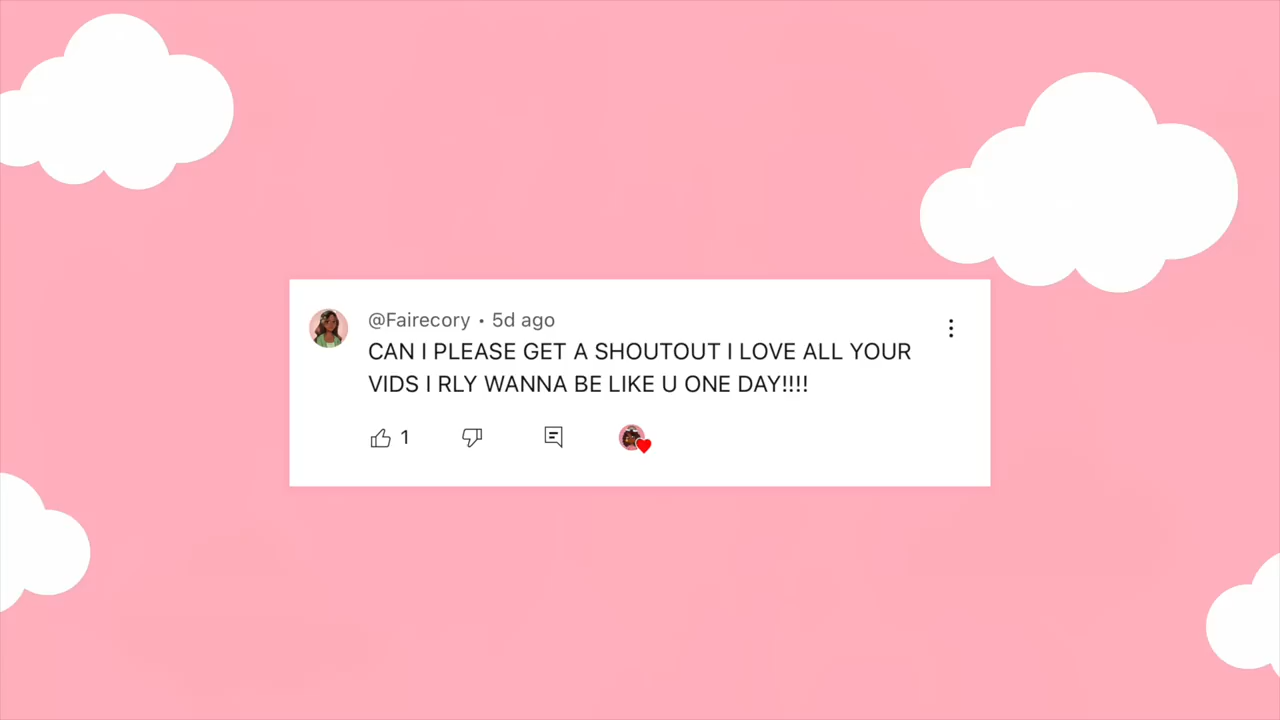 @Fairecory • 5d ago
CAN I PLEASE GET A SHOUTOUT I LOVE ALL YOUR
VIDS I RLY WANNA BE LIKE U ONE DAY!!!!
1